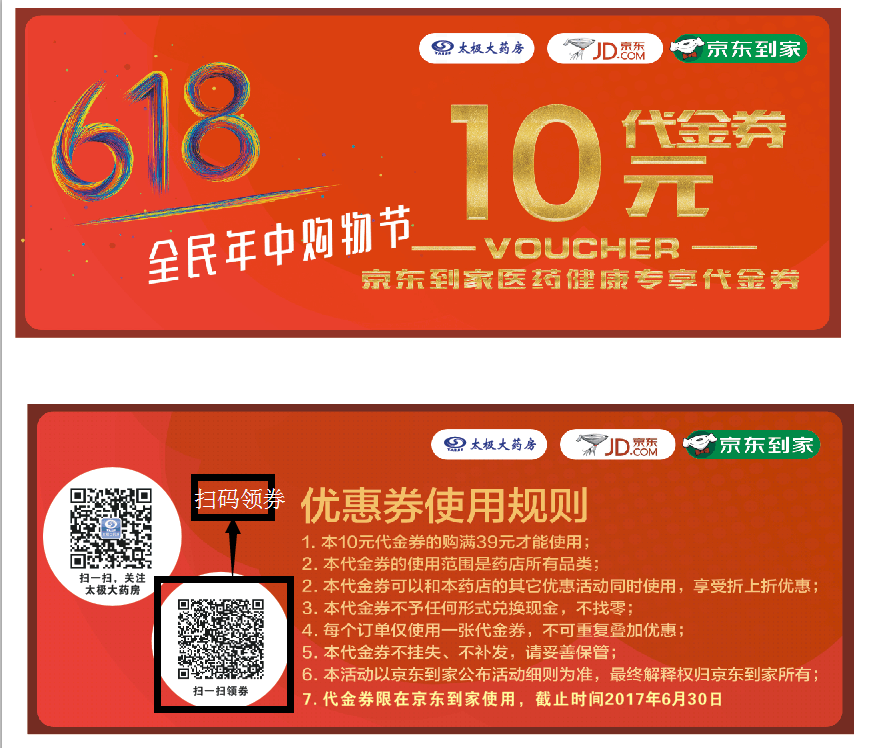 太极大药房
TAIJI
JD 京东
.COM
京东到家
618
全民年中购物节
10
代金券
元
VOUCHER
京东到家医药健康专享代金券
太极大药房
TAIJI
JD 京东
.COM
京东到家
扫码领券
扫一扫，关注
太极大药房
扫一扫领券
优惠券使用规则
1. 本10元代金券的购满39元才能使用；
2. 本代金券的使用范围是药店所有品类；
2. 本代金券可以和本药店的其它优惠活动同时使用，享受折上折优惠；
3. 本代金券不予任何形式兑换现金，不找零；
4. 每个订单仅使用一张代金券，不可重复叠加优惠；
5. 本代金券不挂失、不补发，请妥善保管；
6. 本活动以京东到家公布活动细则为准，最终解释权归京东到家所有；
7. 代金券限在京东到家使用，截止时间2017年6月30日